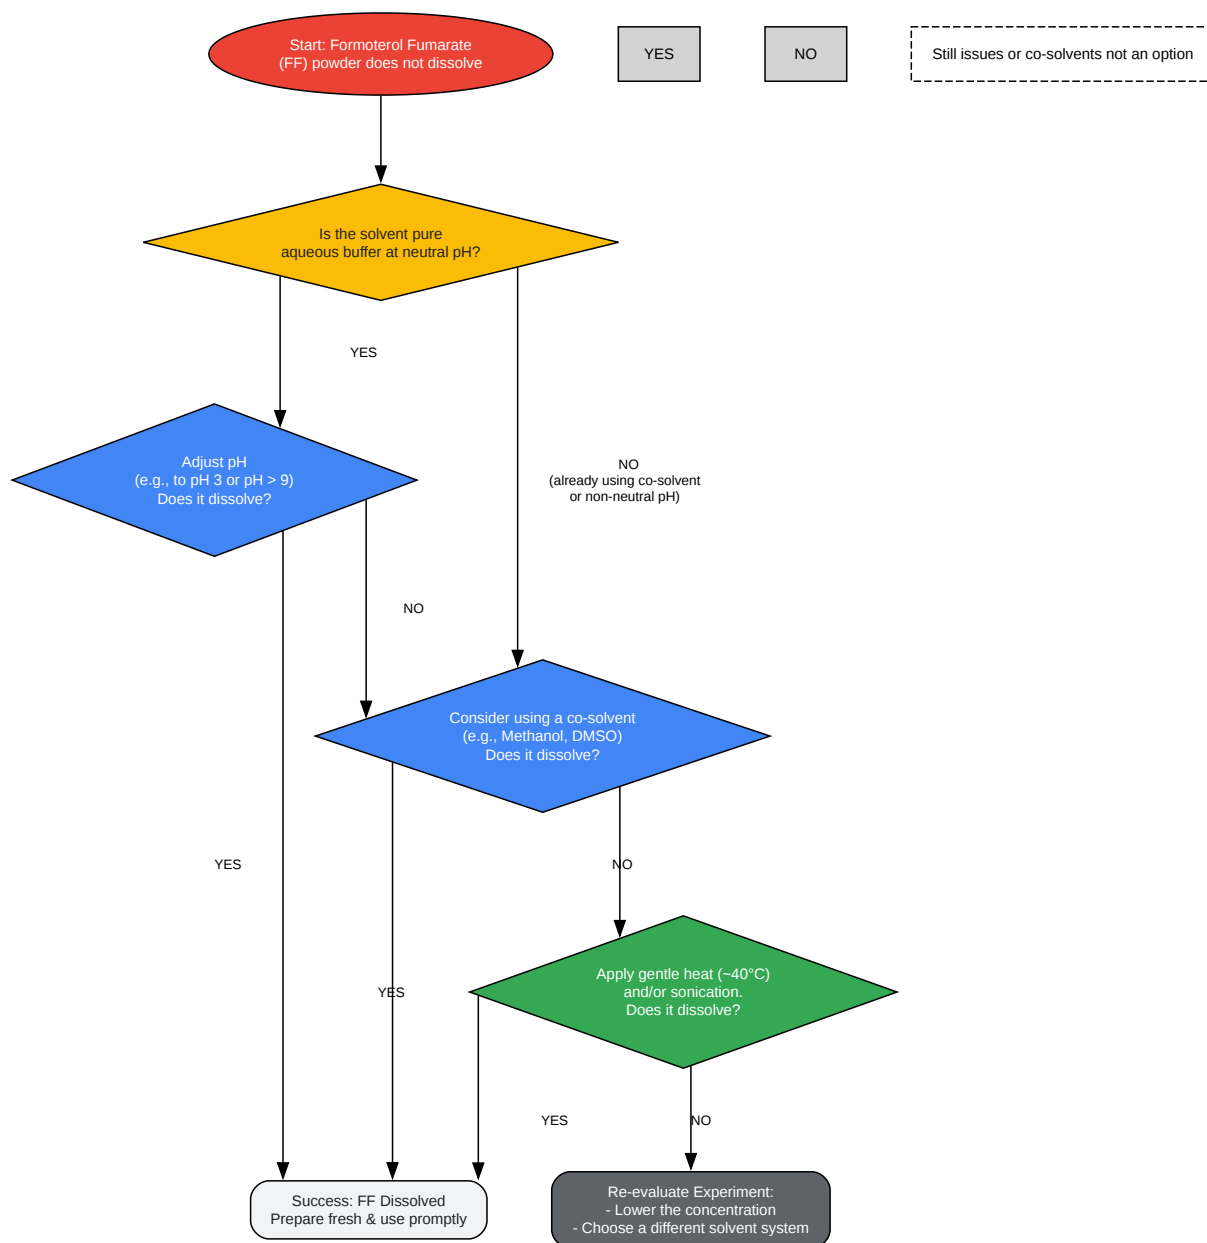 Start: Formoterol Fumarate
(FF) powder does not dissolve
YES
NO
Still issues or co-solvents not an option
Is the solvent pure
aqueous buffer at neutral pH?
YES
Adjust pH
(e.g., to pH 3 or pH > 9)
Does it dissolve?
NO
(already using co-solvent
or non-neutral pH)
NO
Consider using a co-solvent
(e.g., Methanol, DMSO)
Does it dissolve?
YES
NO
Apply gentle heat (~40°C)
and/or sonication.
Does it dissolve?
YES
YES
NO
Success: FF Dissolved
Prepare fresh & use promptly
Re-evaluate Experiment:
- Lower the concentration
- Choose a different solvent system